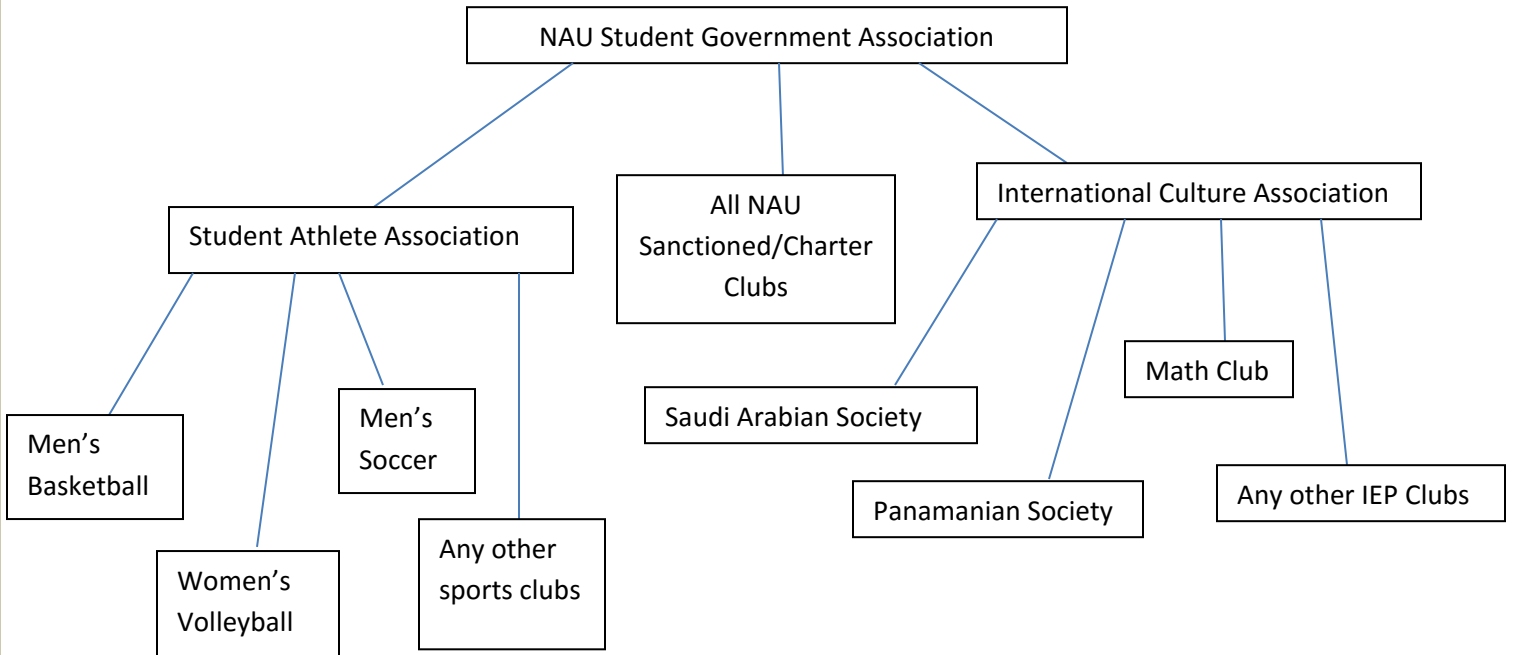 NAU Student Government Association
Student Athlete Association
All NAU
Sanctioned/Charter
Clubs
International Culture Association
Men’s
Basketball
Women’s
Volleyball
Men’s
Soccer
Any other
sports clubs
Saudi Arabian Society
Panamanian Society
Math Club
Any other IEP Clubs